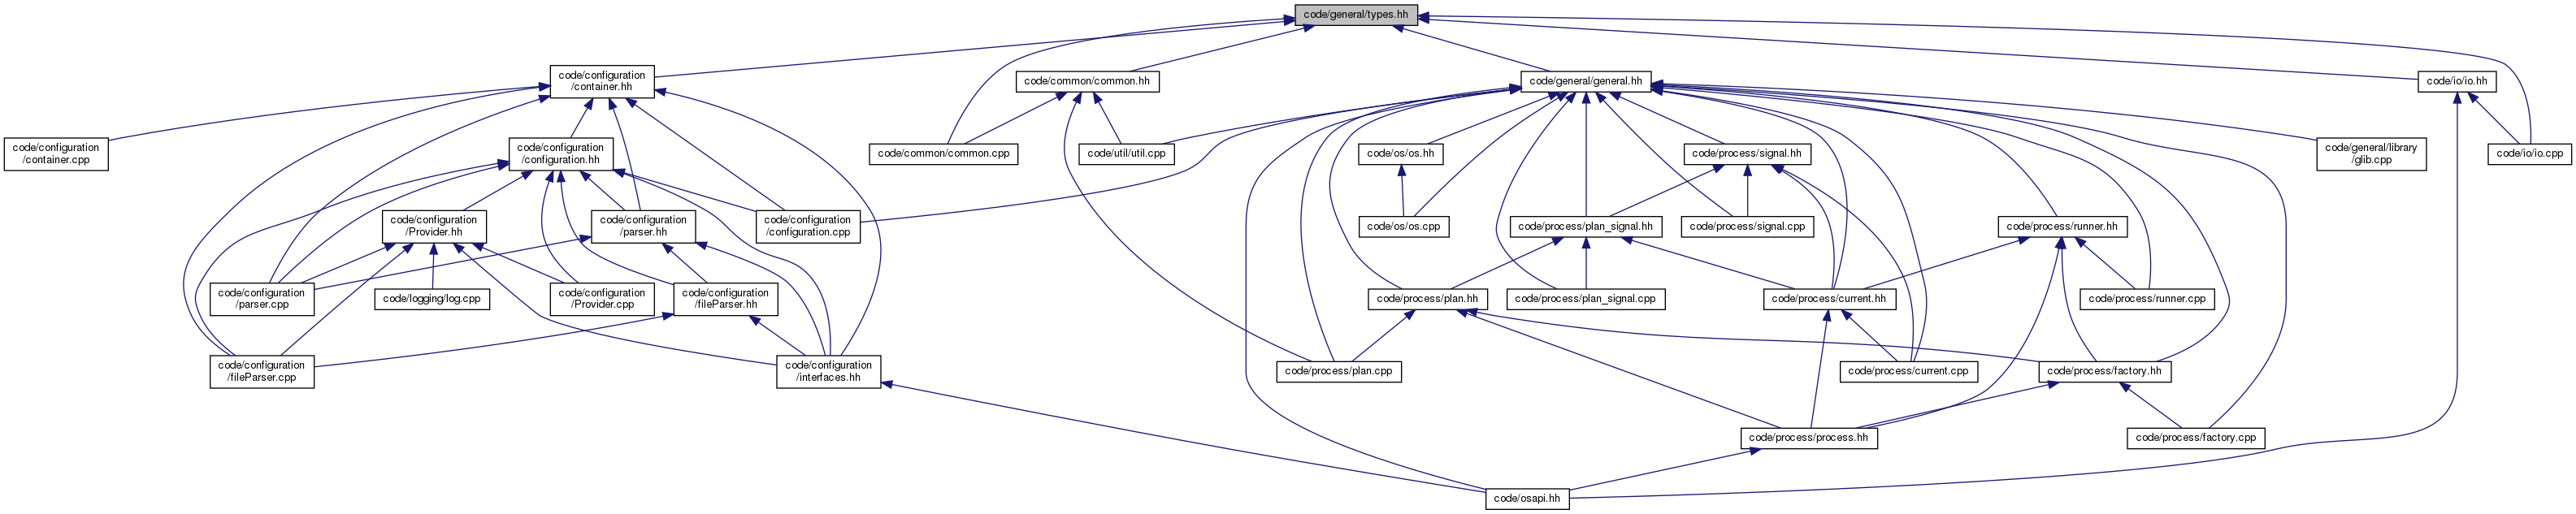 code/general/types.hh
code/configuration
/container.hh
code/common/common.hh
code/general/general.hh
code/io/io.hh
code/configuration
/container.cpp
code/configuration
/configuration.hh
code/common/common.cpp
code/util/util.cpp
code/os/os.hh
code/process/signal.hh
code/general/library
/glib.cpp
code/io/io.cpp
code/configuration
/Provider.hh
code/configuration
/parser.hh
code/configuration
/configuration.cpp
code/os/os.cpp
code/process/plan_signal.hh
code/process/signal.cpp
code/process/runner.hh
code/configuration
/parser.cpp
code/logging/log.cpp
code/configuration
/Provider.cpp
code/configuration
/fileParser.hh
code/process/plan.hh
code/process/plan_signal.cpp
code/process/current.hh
code/process/runner.cpp
code/configuration
/fileParser.cpp
code/configuration
/interfaces.hh
code/process/plan.cpp
code/process/current.cpp
code/process/factory.hh
code/process/process.hh
code/process/factory.cpp
code/osapi.hh